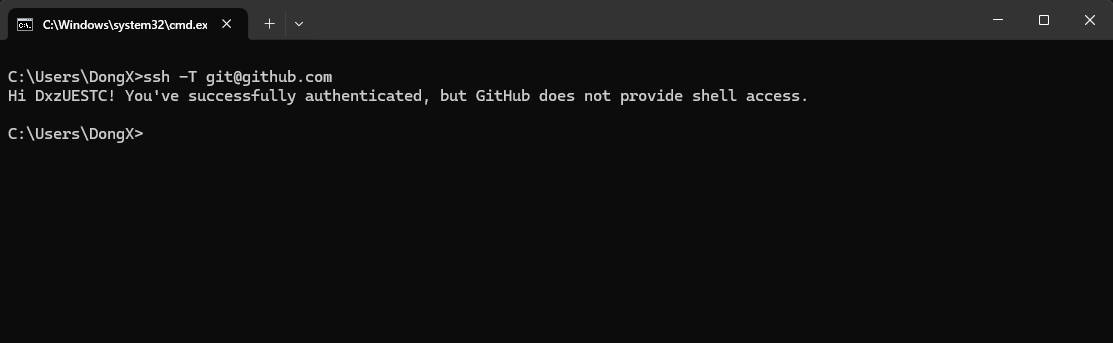 C:\Windows\system32\cmd.ex
C:\Users\DongX>ssh -T git@github.com
Hi DxzUESTC! You've successfully authenticated, but GitHub does not provide shell access.
C:\Users\DongX>